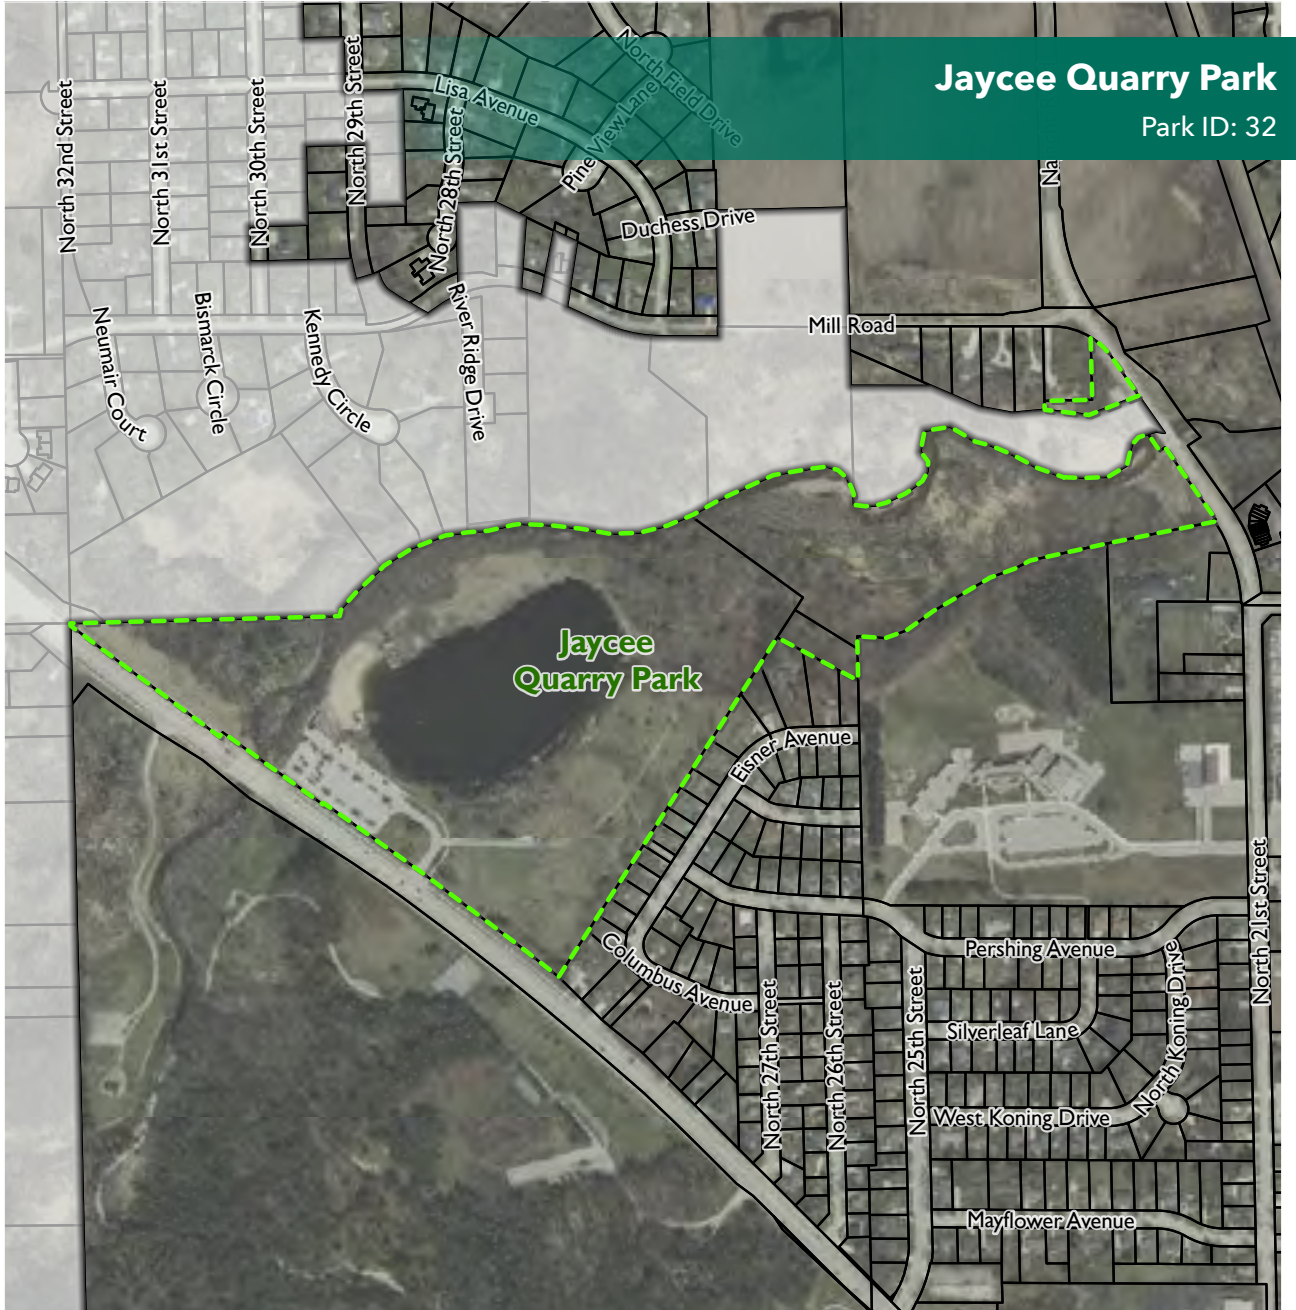 Jaycee Quarry Park
Park ID: 32
North 32nd Street
North 31st Street
North 30th Street
North 29th Street
Lisa Avenue
North 28th Street
Pine View Lane
North Field Drive
Na
Duchess Drive
Mill Road
Neumair Court
Bismarck Circle
Kennedy Circle
River Ridge Drive
Jaycee
Quarry Park
Eisner Avenue
Columbus Avenue
North 27th Street
North 26th Street
North 25th Street
Pershing Avenue
Silverleaf Lane
North Koning Drive
West Koning Drive
Mayflower Avenue
North 21st Street